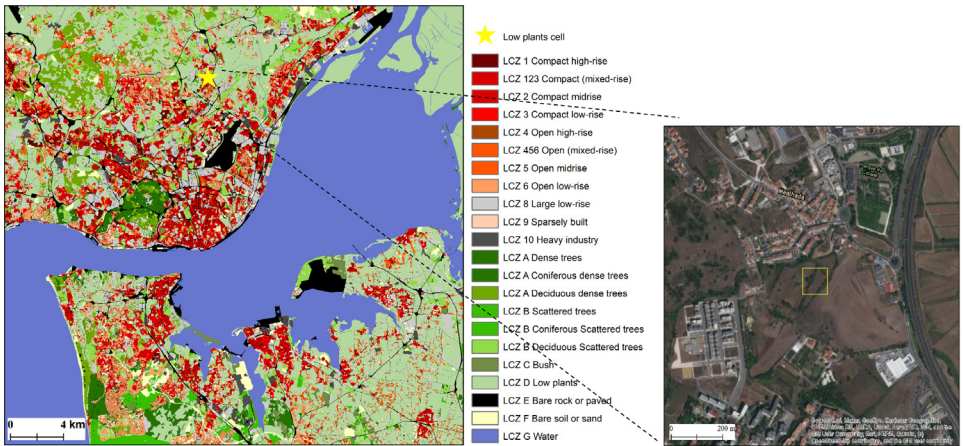 Low plants cell
LCZ 1 Compact high-rise
LCZ 123 Compact (mixed-rise)
LCZ 2 Compact midrise
LCZ 3 Compact low-rise
LCZ 4 Open high-rise
LCZ 456 Open (mixed-rise)
LCZ 5 Open midrise
LCZ 6 Open low-rise
LCZ 8 Large low-rise
LCZ 9 Sparsely built
LCZ 10 Heavy industry
LCZ A Dense trees
LCZ A Coniferous dense trees
LCZ A Deciduous dense trees
LCZ B Scattered trees
LCZ B Coniferous Scattered trees
LCZ B Deciduous Scattered trees
LCZ C Bush
LCZ D Low plants
LCZ E Bare rock or paved
LCZ F Bare soil or sand
LCZ G Water
0 4 km
0 200 m